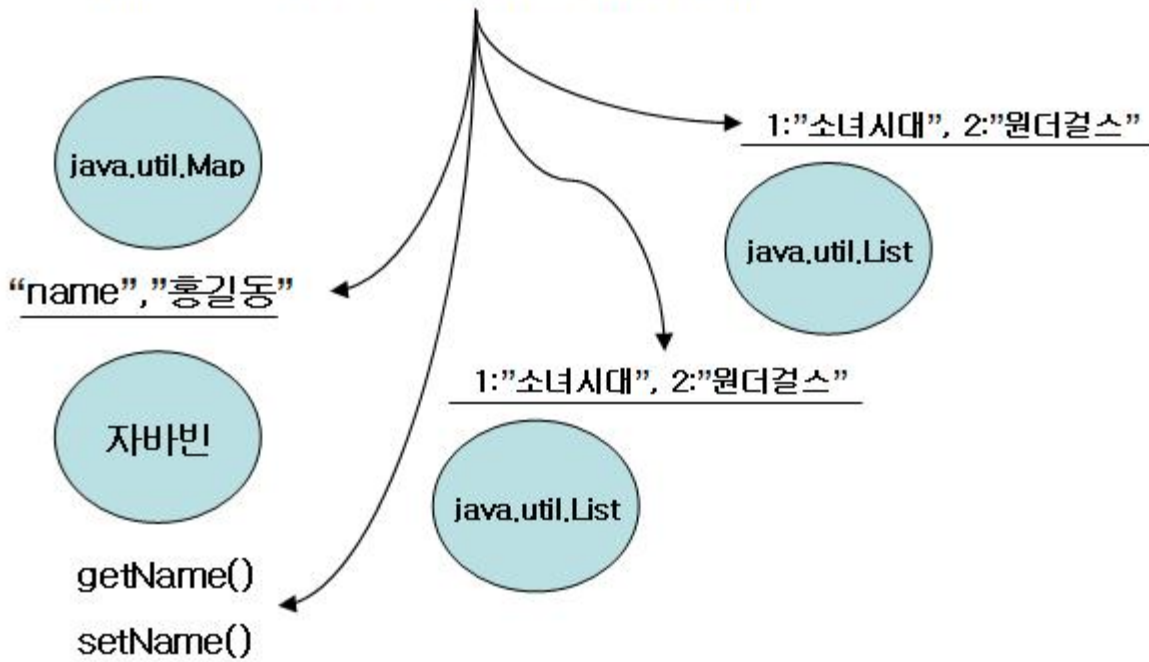 java.util.Map
"name","홍길동"
자바빈
getName()
setName()
1:"소녀시대", 2:"원더걸스"
java.util.List
1:"소녀시대", 2:"원더걸스"
java.util.List